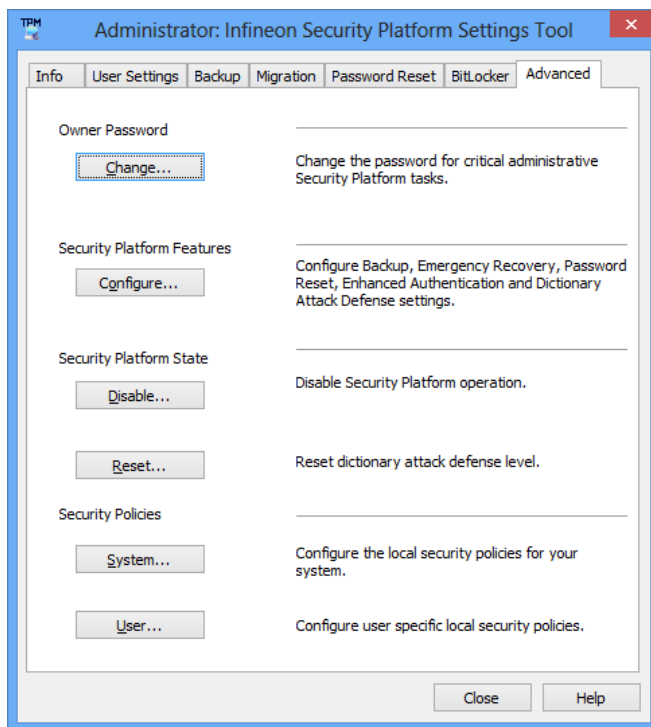 TPM
Administrator: Infineon Security Platform Settings Tool
Info User Settings Backup Migration Password Reset BitLocker Advanced
Owner Password
Change...
Change the password for critical administrative
Security Platform tasks.
Security Platform Features
Configure...
Configure Backup, Emergency Recovery, Password
Reset, Enhanced Authentication and Dictionary
Attack Defense settings.
Security Platform State
Disable...
Disable Security Platform operation.
Reset...
Reset dictionary attack defense level.
Security Policies
System...
Configure the local security policies for your
system.
User...
Configure user specific local security policies.
Close Help